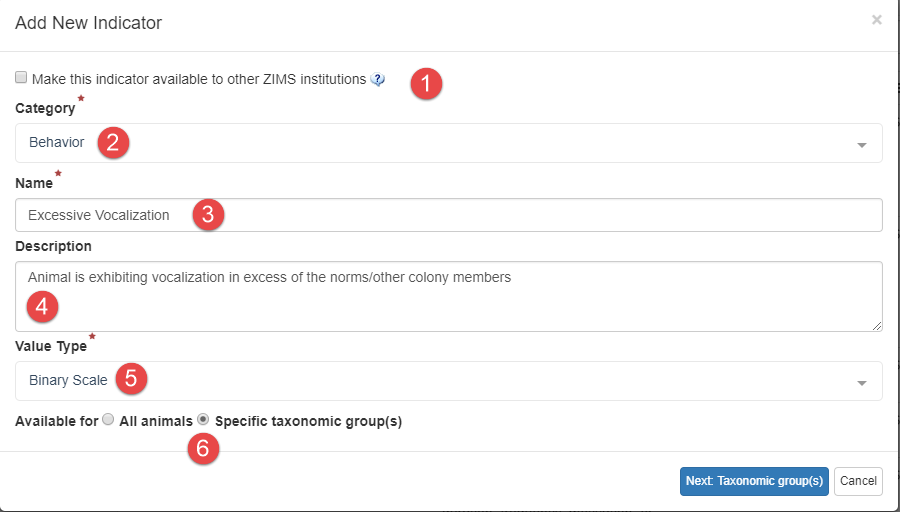 Add New Indicator ×
Make this indicator available to other ZIMS institutions ? 1
Category *
Behavior 2
Name *
Excessive Vocalization 3
Description
Animal is exhibiting vocalization in excess of the norms/other colony members
4
Value Type *
Binary Scale 5
Available for All animals Specific taxonomic group(s)
6
Next: Taxonomic group(s) Cancel